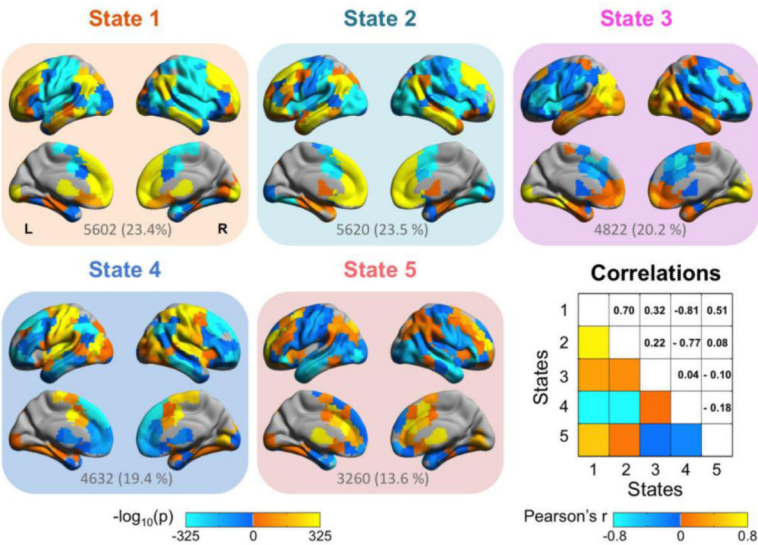 State 1
State 2
State 3
L
R
5602 (23.4%)
5620 (23.5 %)
4822 (20.2 %)
State 4
State 5
4632 (19.4 %)
3260 (13.6 %)
Correlations
1 0.70 0.32 -0.81 0.51
2 0.22 - 0.77 0.08
3 0.04 - 0.10
4 - 0.18
5
1 2 3 4 5
States
States
-log10(p)
-325 0 325
Pearson's r
-0.8 0 0.8